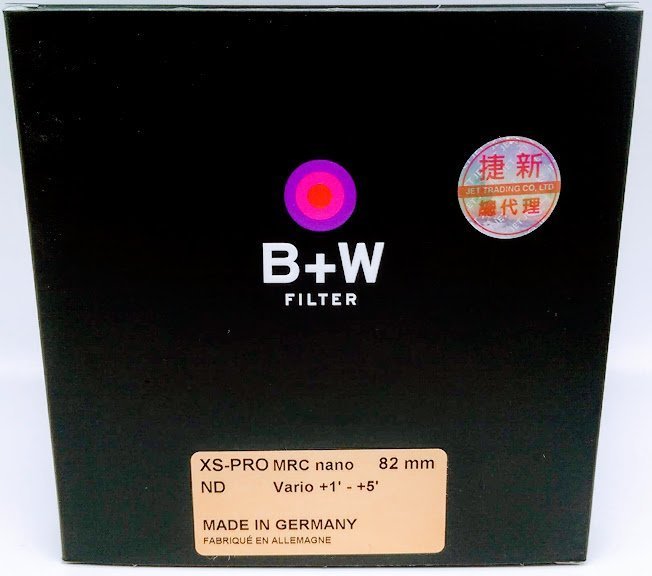 捷新
JET TRADING CO, LTD
總代理
B+W
FILTER
XS-PRO MRC nano 82 mm
ND Vario +1' - +5'
MADE IN GERMANY
FABRIQUÉ EN ALLEMAGNE